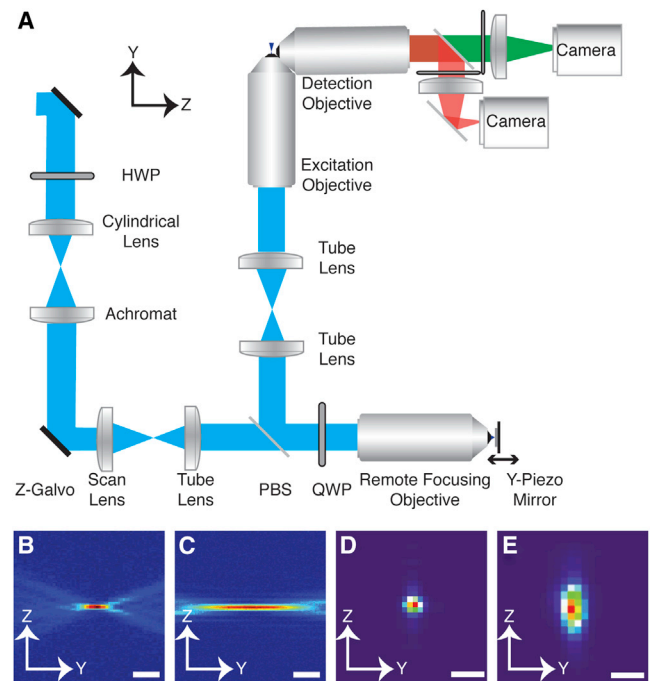 A
Y
Z
Camera
Detection
Objective
Camera
HWP
Excitation
Objective
Cylindrical
Lens
Tube
Lens
Achromat
Tube
Lens
Z-Galvo
Scan
Lens
Tube
Lens
PBS
QWP
Remote Focusing
Objective
Y-Piezo
Mirror
B
Z
Y
C
Z
Y
D
Z
Y
E
Z
Y